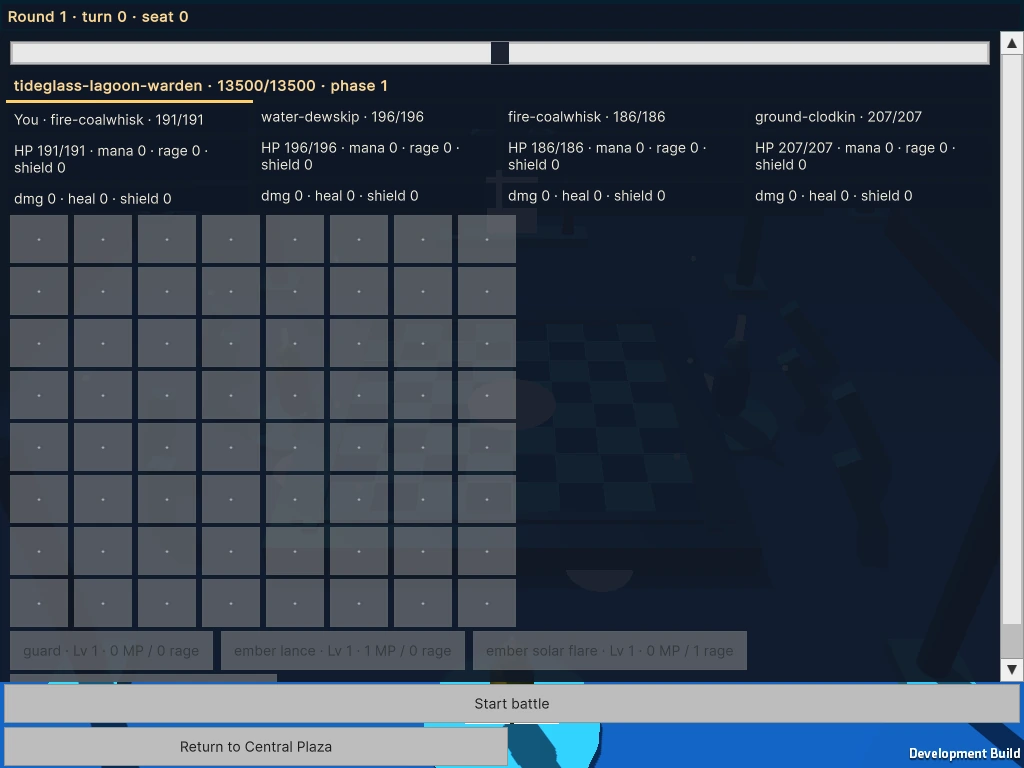 Round 1 · turn 0 · seat 0
tideglass-lagoon-warden · 13500/13500 · phase 1
You · fire-coalwhisk · 191/191
HP 191/191 · mana 0 · rage 0 ·
shield 0
dmg 0 · heal 0 · shield 0
water-dewskip · 196/196
HP 196/196 · mana 0 · rage 0 ·
shield 0
dmg 0 · heal 0 · shield 0
fire-coalwhisk · 186/186
HP 186/186 · mana 0 · rage 0 ·
shield 0
dmg 0 · heal 0 · shield 0
ground-clodkin · 207/207
HP 207/207 · mana 0 · rage 0 ·
shield 0
dmg 0 · heal 0 · shield 0
guard · Lv 1 · 0 MP / 0 rage
ember lance · Lv 1 · 1 MP / 0 rage
ember solar flare · Lv 1 · 0 MP / 1 rage
Start battle
Return to Central Plaza
Development Build